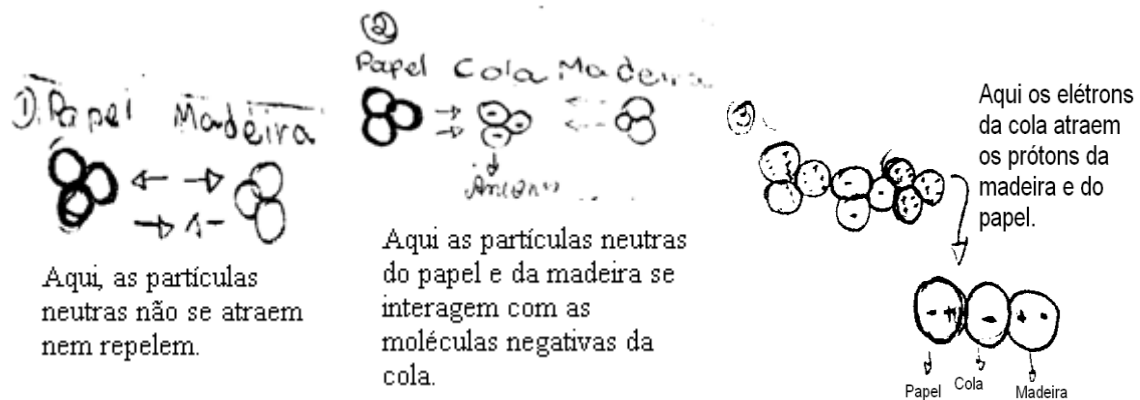 1) Papel Madeira
Aqui, as partículas
neutras não se atraem
nem repelem.
2
Papel Cola Madeira
Aqui as partículas neutras
do papel e da madeira se
interagem com as
moléculas negativas da
cola.
3
Aqui os elétrons
da cola atraem
os prótons da
madeira e do
papel.
Papel Cola Madeira